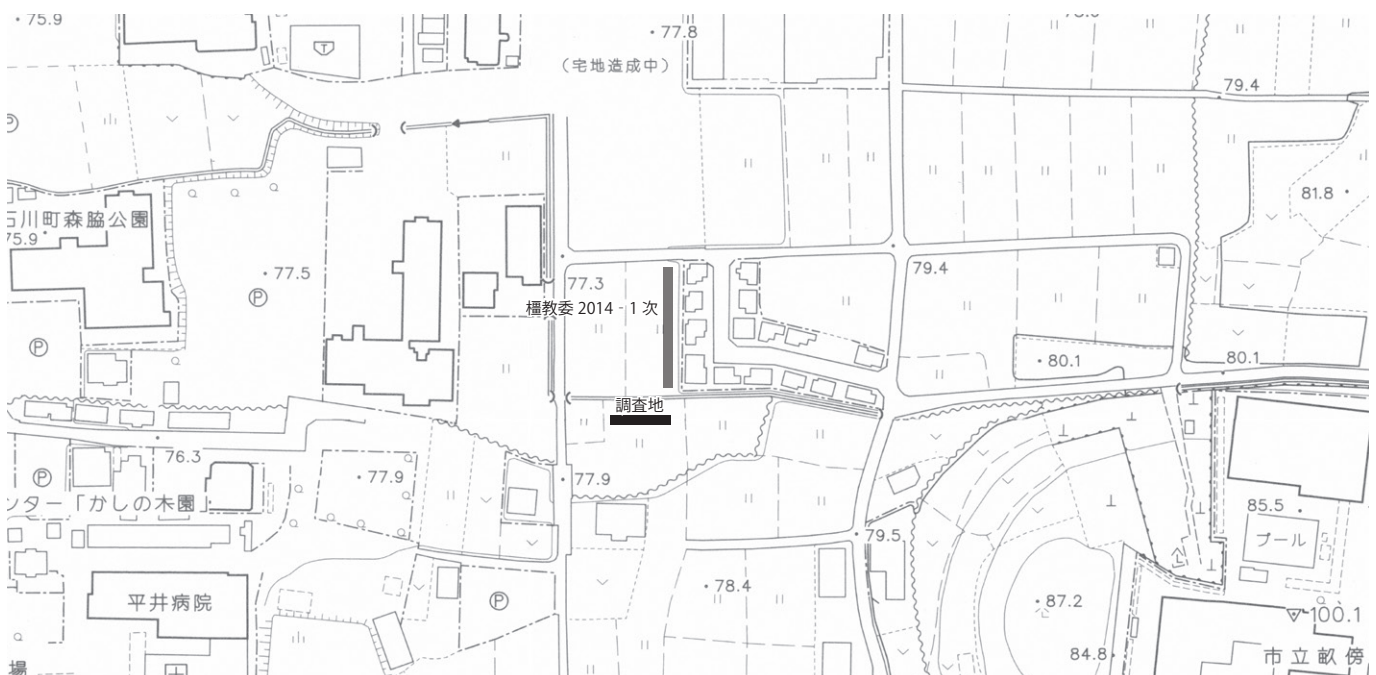 75.9
77.8
(宅地造成中)
79.4
81.8
石川町森脇公園
75.9
77.5
P
77.3
79.4
橿教委 2014‐1 次
P
80.1
80.1
調査地
76.3
P
77.9
77.9
ンター「かしの木園」
85.5
プール
79.5
平井病院
P
78.4
87.2
100.1
84.8
市立畝傍
場